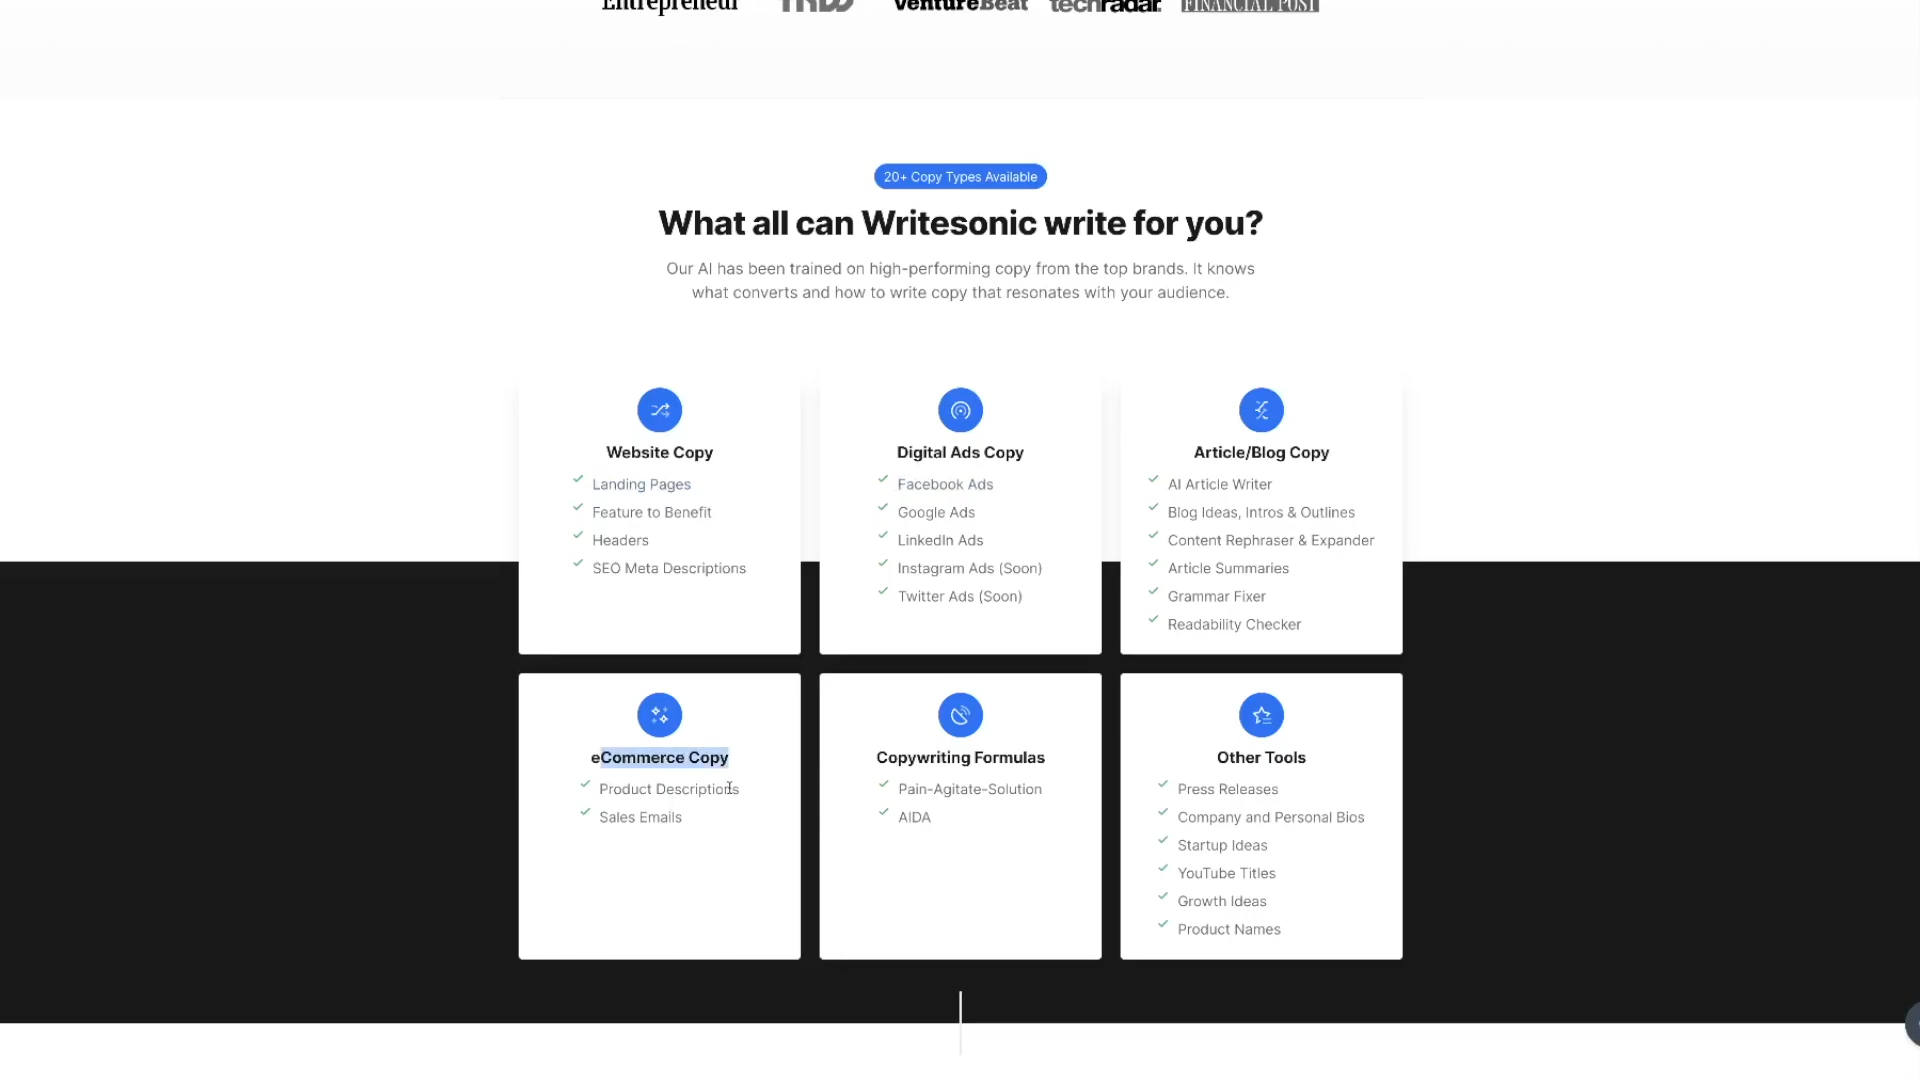 Entrepreneur
VentureBeat
techradar.
FINANCIAL POST
20+ Copy Types Available
What all can Writesonic write for you?
Our AI has been trained on high-performing copy from the top brands. It knows
what converts and how to write copy that resonates with your audience.
Website Copy
Landing Pages
Feature to Benefit
Headers
SEO Meta Descriptions
Digital Ads Copy
Facebook Ads
Google Ads
LinkedIn Ads
Instagram Ads (Soon)
Twitter Ads (Soon)
Article/Blog Copy
AI Article Writer
Blog Ideas, Intros & Outlines
Content Rephraser & Expander
Article Summaries
Grammar Fixer
Readability Checker
eCommerce Copy
Product Descriptions
Sales Emails
Copywriting Formulas
Pain-Agitate-Solution
AIDA
Other Tools
Press Releases
Company and Personal Bios
Startup Ideas
YouTube Titles
Growth Ideas
Product Names